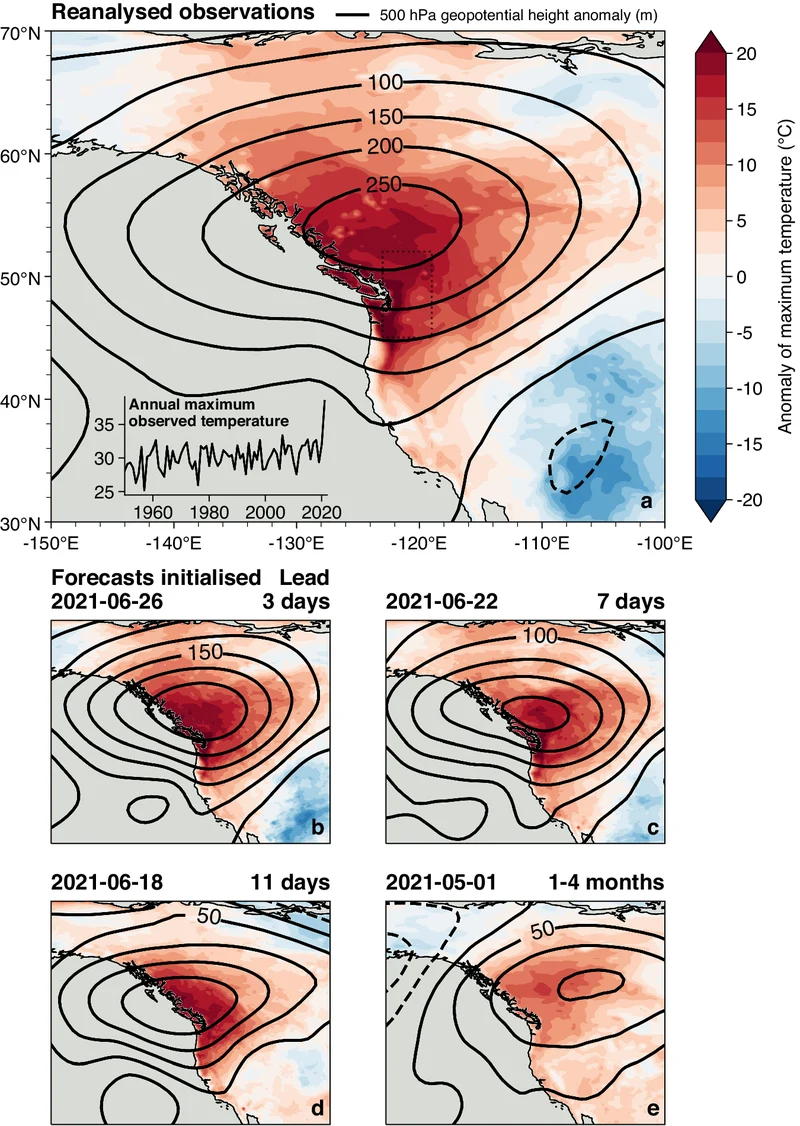 Reanalysed observations
500 hPa geopotential height anomaly (m)
70°N
60°N
50°N
40°N
30°N
100
150
200
250
Annual maximum
observed temperature
35
30
25
1960 1980 2000 2020
a
-150°E -140°E -130°E -120°E -110°E -100°E
20
15
10
5
0
-5
-10
-15
-20
Anomaly of maximum temperature (°C)
Forecasts initialised Lead
2021-06-26 3 days
150
b
2021-06-22 7 days
100
c
2021-06-18 11 days
50
d
2021-05-01 1-4 months
50
e